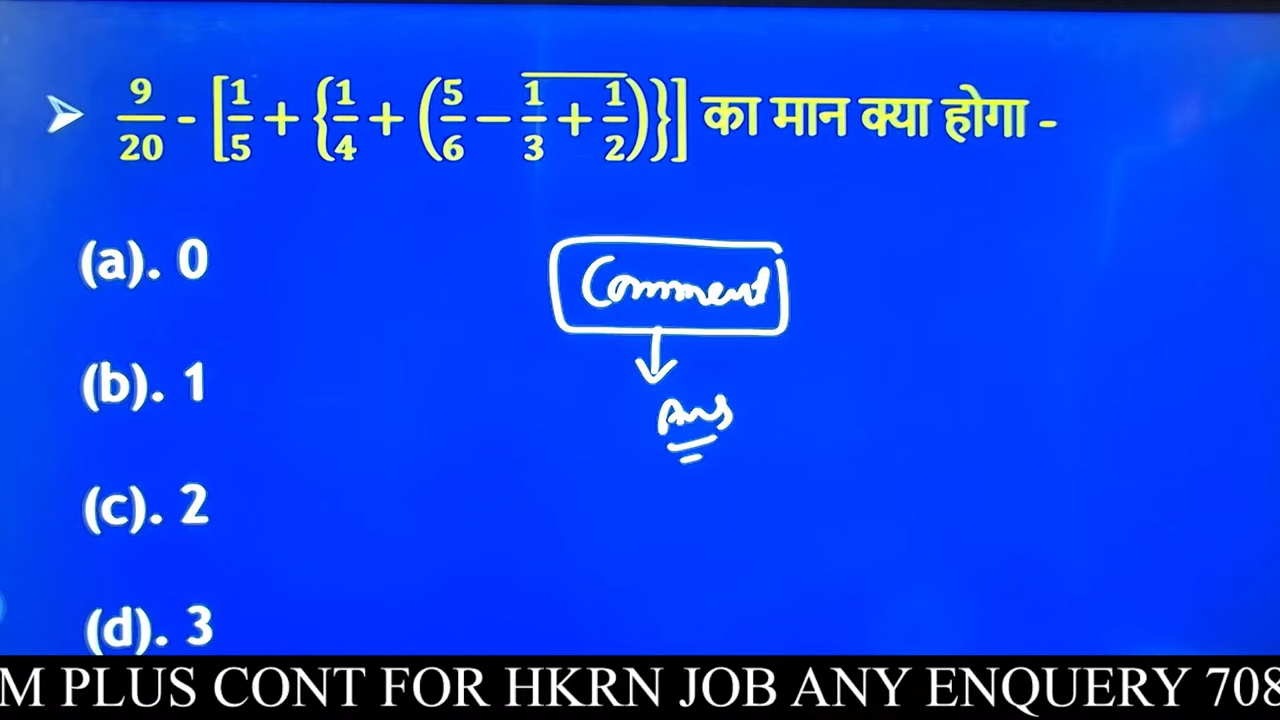 ➤ 9/20 - [1/5 + {1/4 + (5/6 − \overline{1/3 + 1/2})}] का मान क्या होगा -
(a). 0
Comment
(b). 1
Ans
(c). 2
(d). 3
M PLUS CONT FOR HKRN JOB ANY ENQUERY 708